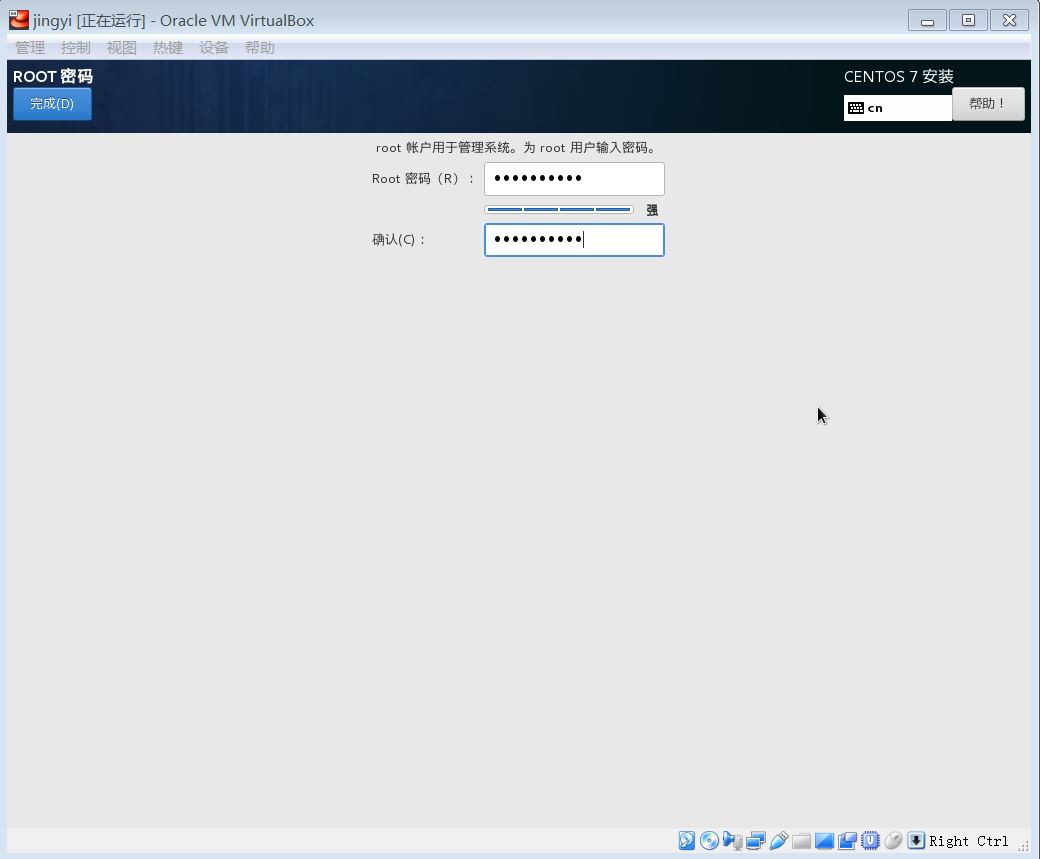 jingyi [正在运行] - Oracle VM VirtualBox
管理 控制 视图 热键 设备 帮助
ROOT 密码
CENTOS 7 安装
完成(D)
cn
帮助！
root 帐户用于管理系统。为 root 用户输入密码。
Root 密码（R）：
••••••••••
强
确认(C)：
••••••••••
Right Ctrl